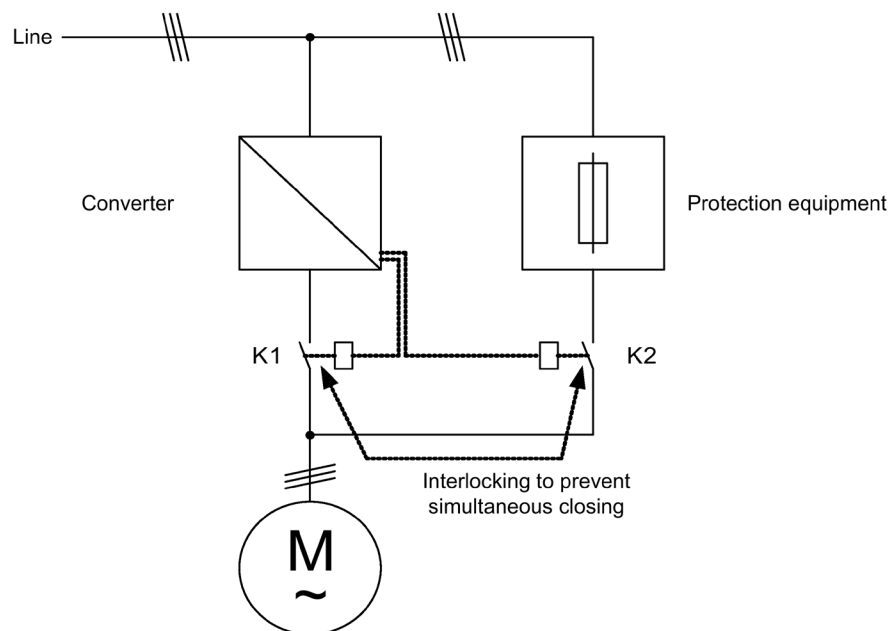 Line
Converter
Protection equipment
K1
K2
Interlocking to prevent
simultaneous closing
M
~